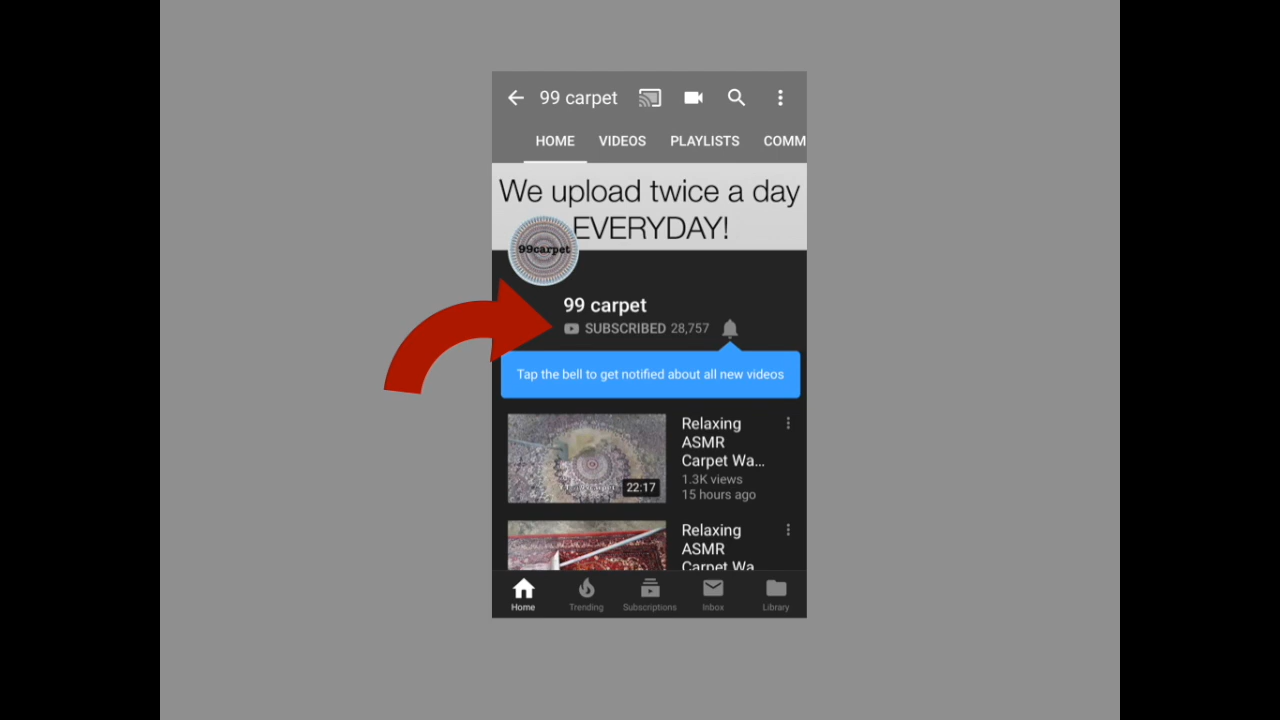 99 carpet
HOME VIDEOS PLAYLISTS COMM
We upload twice a day
EVERYDAY!
99carpet
99 carpet
SUBSCRIBED 28,757
Tap the bell to get notified about all new videos
Relaxing
ASMR
Carpet Wa...
1.3K views
15 hours ago
22:17
Relaxing
ASMR
Carpet Wa
Home Trending Subscriptions Inbox Library